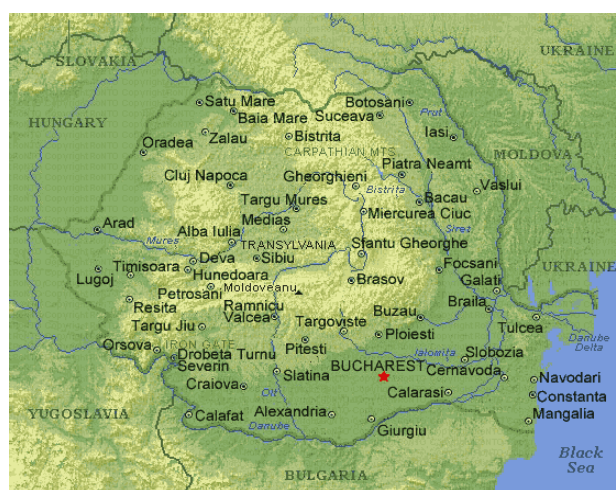 SLOVAKIA
UKRAINE
HUNGARY
Satu Mare
Baia Mare
Botosani
Suceava
Prut
Oradea
Zalau
Bistrita
Iasi
CARPATHIAN MTS
MOLDOVA
Cluj Napoca
Gheorghieni
Piatra Neamt
Bistrita
Vaslui
Targu Mures
Bacau
Miercurea Ciuc
Medias
Arad
Alba Iulia
Siret
Mures
TRANSYLVANIA
Sfantu Gheorghe
Deva
Sibiu
Focsani
UKRAINE
Timisoara
Hunedoara
Lugoj
Brasov
Galati
Petrosani
Moldoveanu
Resita
Ramnicu
Valcea
Buzau
Braila
Targu Jiu
Targoviste
Tulcea
Ploiesti
Orsova
IRON GATE
Pitesti
Ialomita
Danube
Delta
Drobeta Turnu
Severin
Slobozia
BUCHAREST
Cernavoda
Slatina
Navodari
Craiova
Calarasi
Constanta
Olt
YUGOSLAVIA
Calafat
Alexandria
Mangalia
Danube
Giurgiu
Black
Sea
BULGARIA